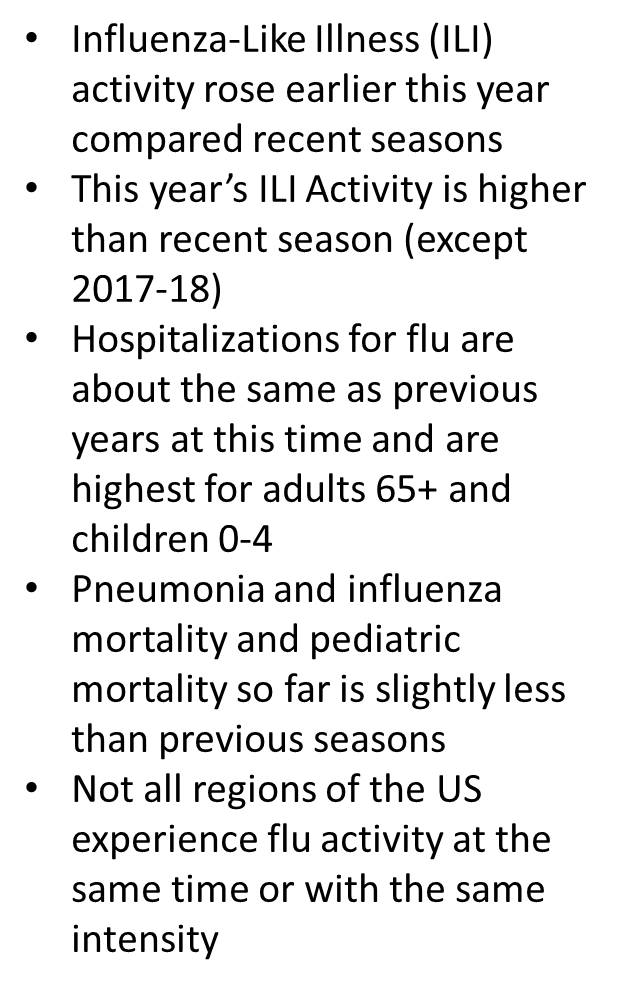 • Influenza-Like Illness (ILI)
activity rose earlier this year
compared recent seasons
• This year’s ILI Activity is higher
than recent season (except
2017-18)
• Hospitalizations for flu are
about the same as previous
years at this time and are
highest for adults 65+ and
children 0-4
• Pneumonia and influenza
mortality and pediatric
mortality so far is slightly less
than previous seasons
• Not all regions of the US
experience flu activity at the
same time or with the same
intensity